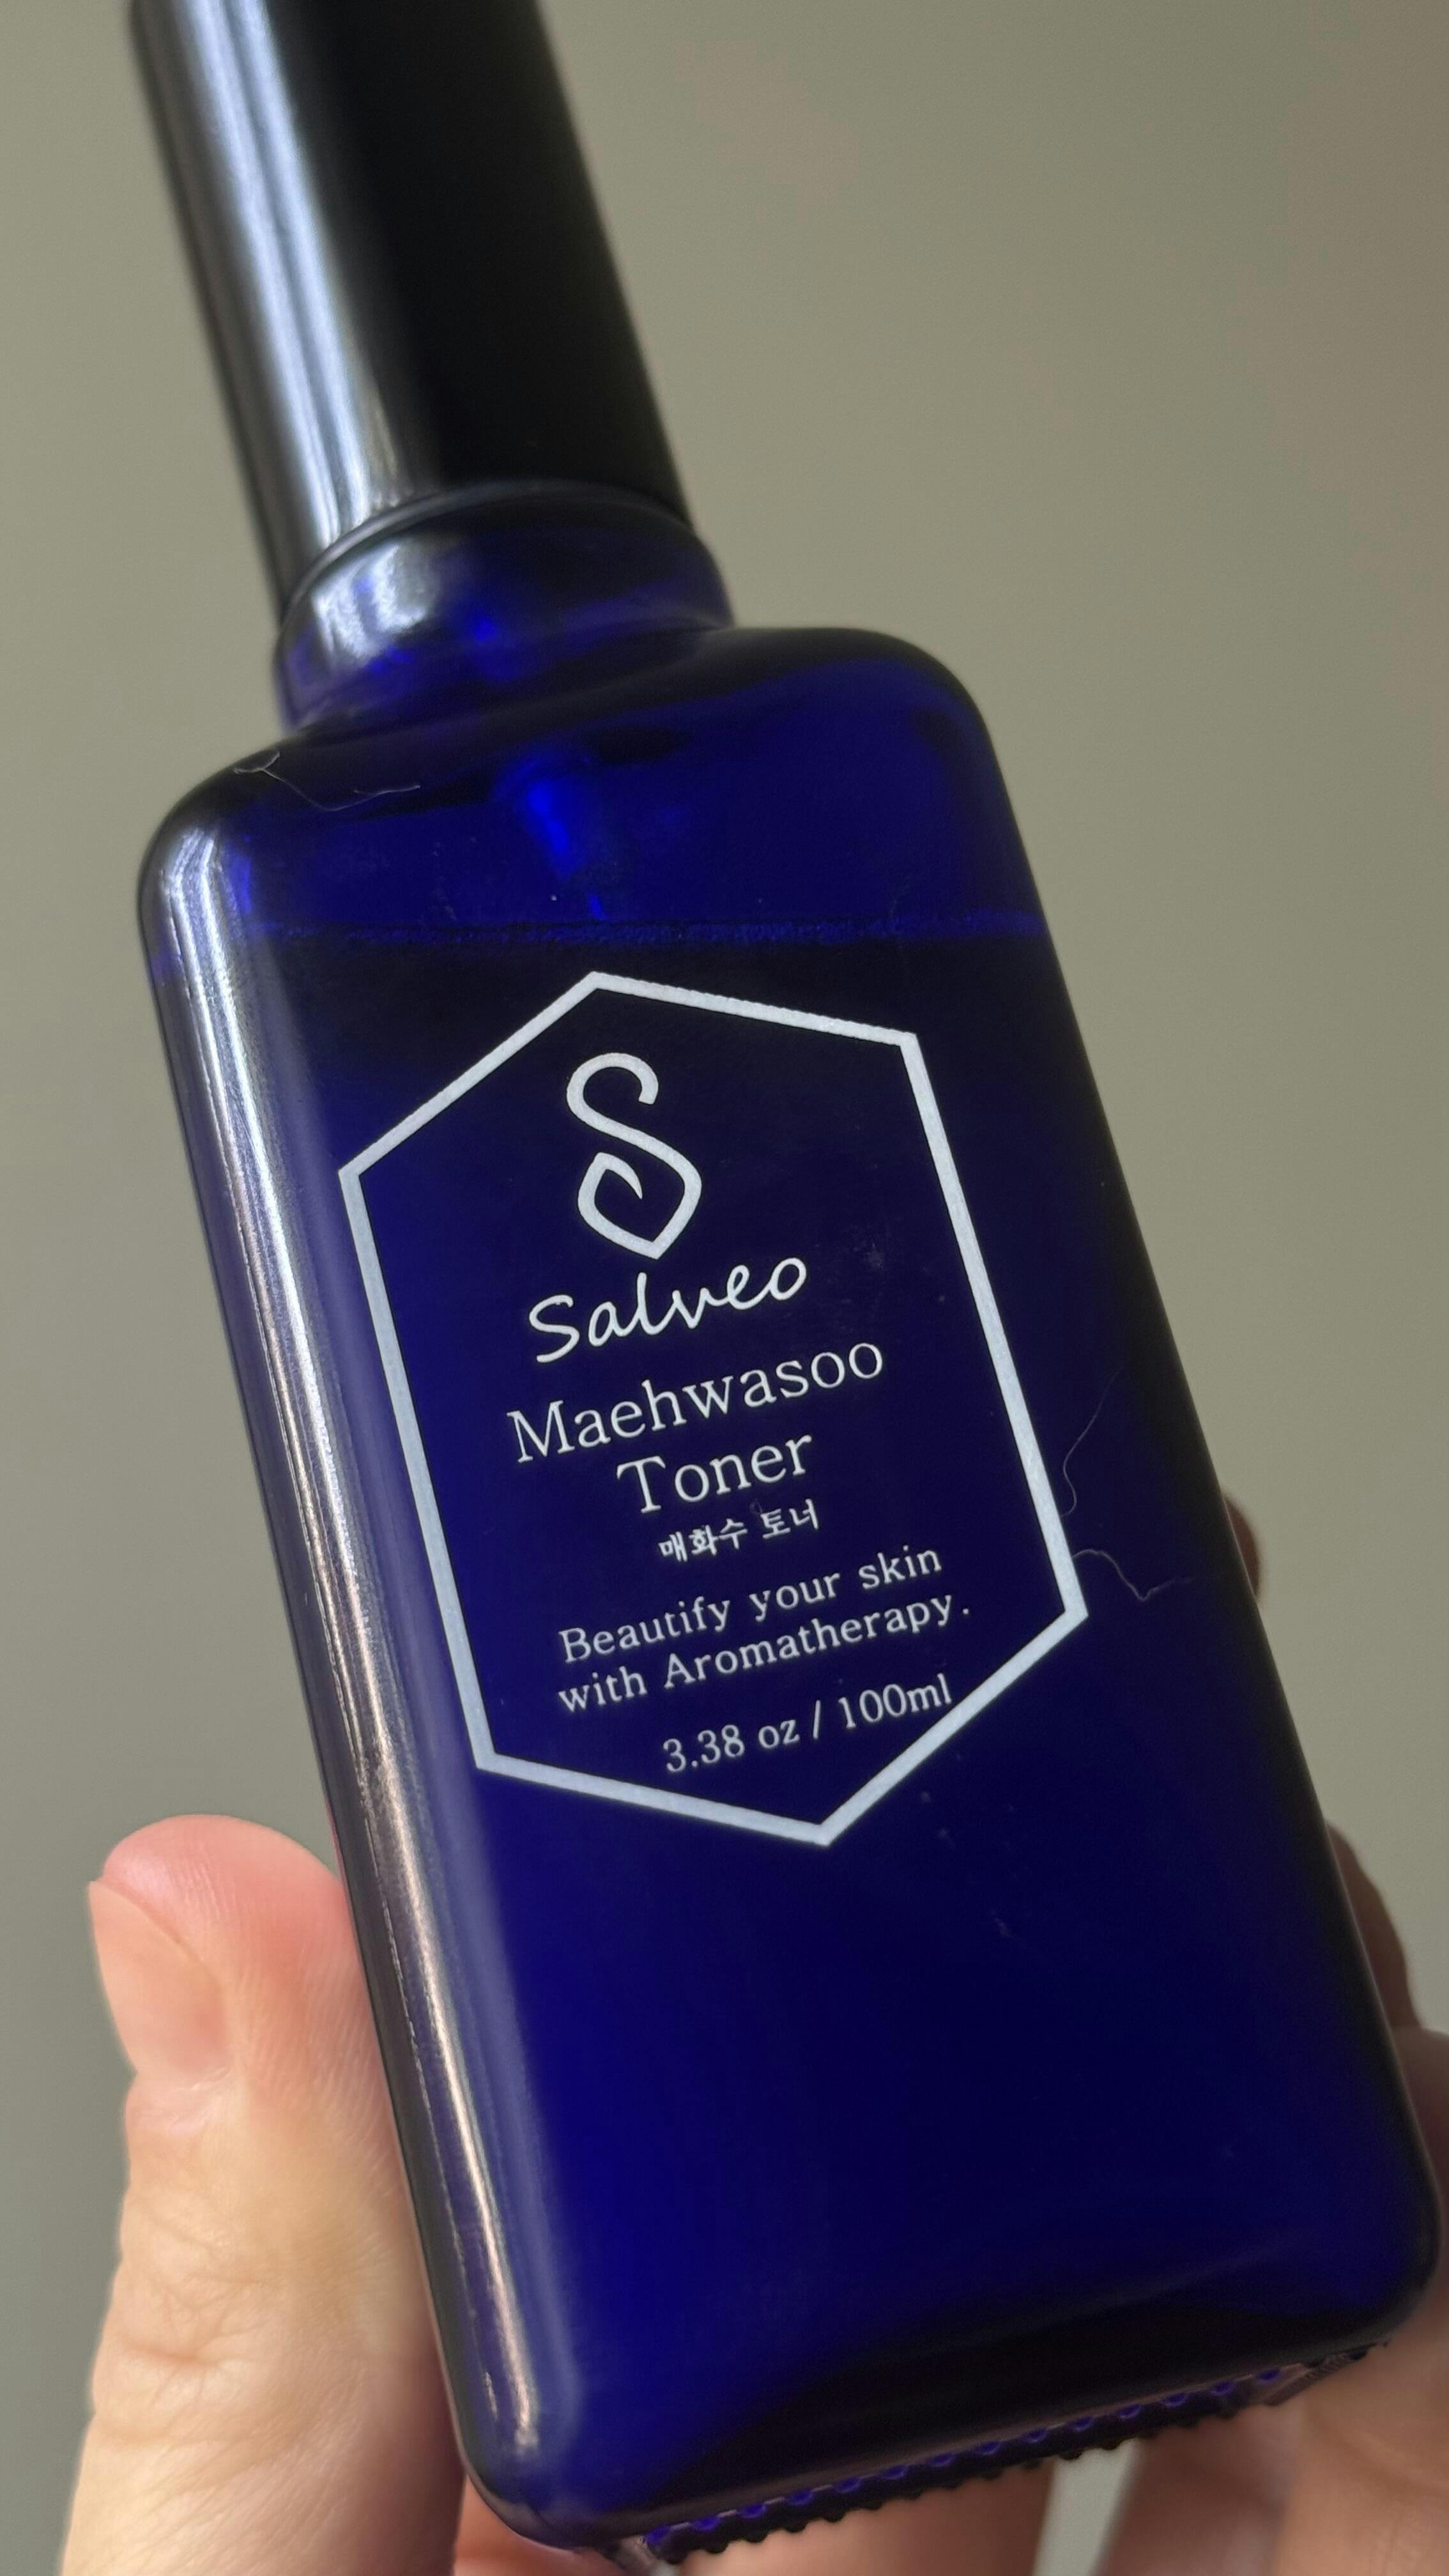 S
Salveo
Maehwasoo
Toner
매화수 토너
Beautify your skin
with Aromatherapy.
3.38 oz / 100ml